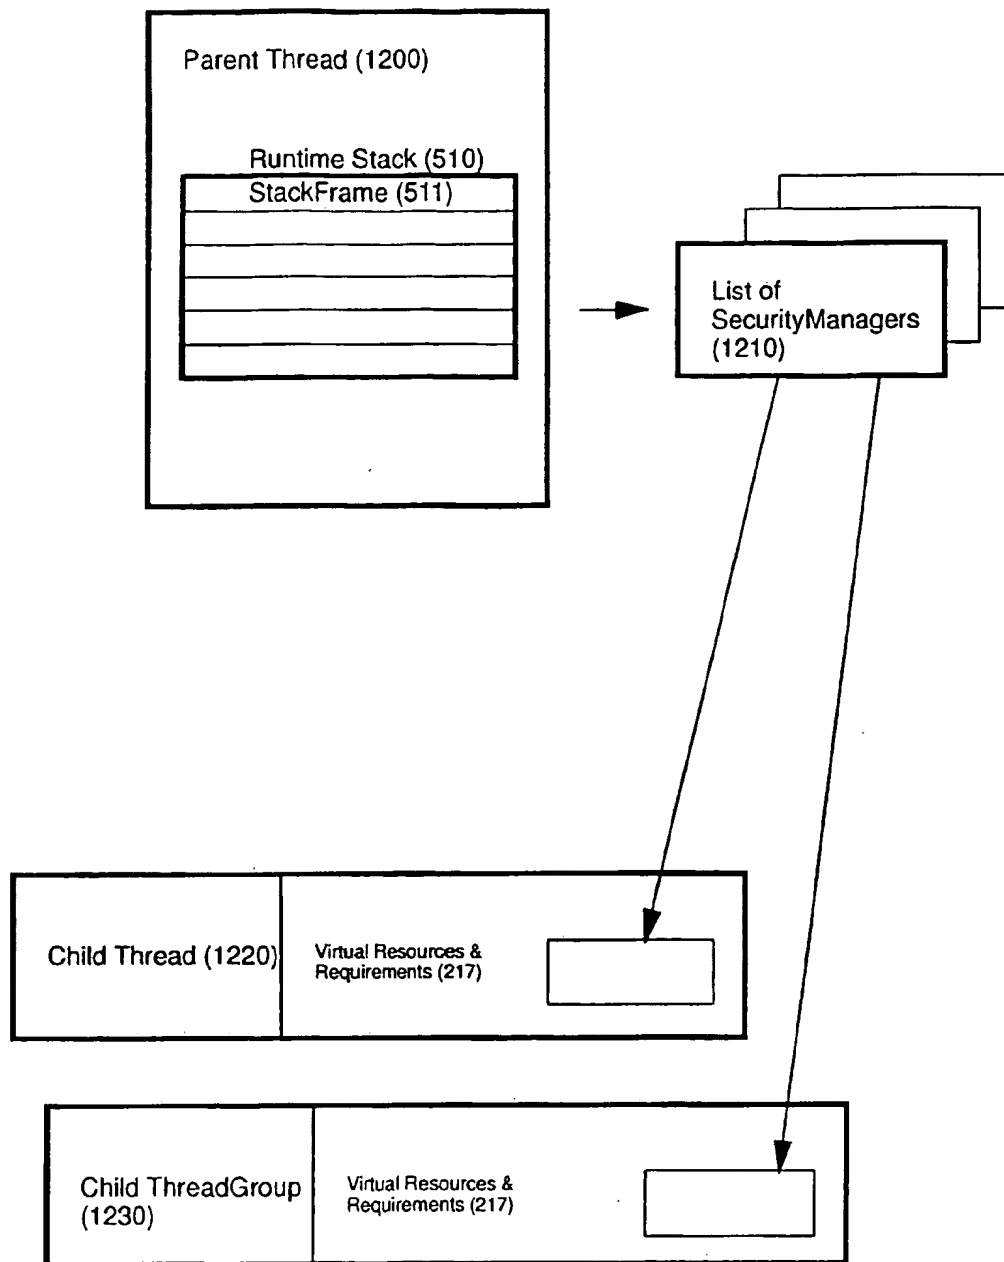 Parent Thread (1200)
Runtime Stack (510)
StackFrame (511)
List of
SecurityManagers
(1210)
Child Thread (1220)
Virtual Resources &
Requirements (217)
Child ThreadGroup
(1230)
Virtual Resources &
Requirements (217)